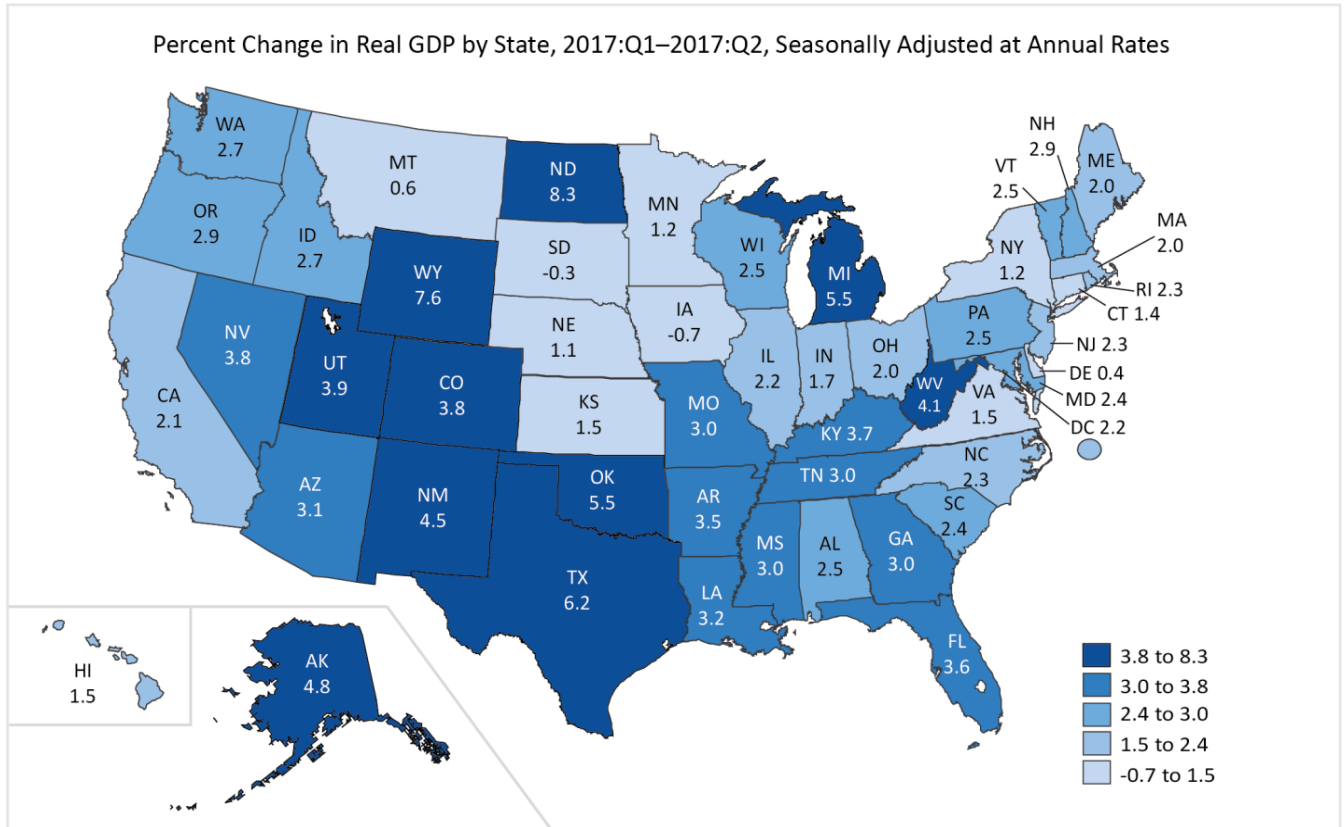 Percent Change in Real GDP by State, 2017:Q1–2017:Q2, Seasonally Adjusted at Annual Rates
WA
2.7
MT
0.6
ND
8.3
MN
1.2
NH
2.9
VT
2.5
ME
2.0
OR
2.9
ID
2.7
SD
-0.3
WI
2.5
MI
5.5
NY
1.2
MA
2.0
RI 2.3
CT 1.4
WY
7.6
NE
1.1
IA
-0.7
PA
2.5
NJ 2.3
DE 0.4
MD 2.4
DC 2.2
NV
3.8
UT
3.9
CO
3.8
KS
1.5
MO
3.0
IL
2.2
IN
1.7
OH
2.0
WV
4.1
VA
1.5
CA
2.1
KY 3.7
NC
2.3
AZ
3.1
NM
4.5
OK
5.5
AR
3.5
TN 3.0
SC
2.4
TX
6.2
LA
3.2
MS
3.0
AL
2.5
GA
3.0
FL
3.6
HI
1.5
AK
4.8
3.8 to 8.3
3.0 to 3.8
2.4 to 3.0
1.5 to 2.4
-0.7 to 1.5